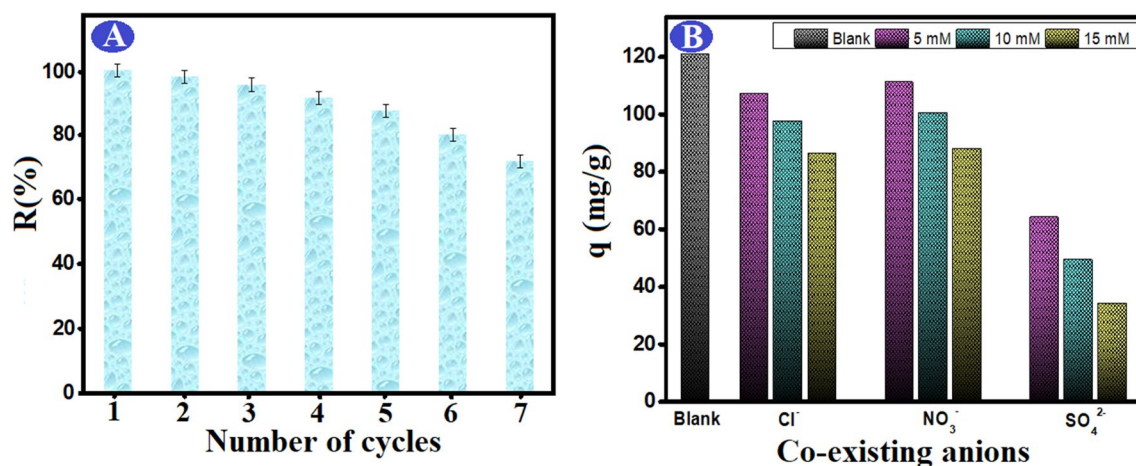 A
R(%)
100
80
60
40
20
0
1 2 3 4 5 6 7
Number of cycles
B
Blank 5 mM 10 mM 15 mM
q (mg/g)
120
100
80
60
40
20
0
Blank Cl⁻ NO₃⁻ SO₄²⁻
Co-existing anions